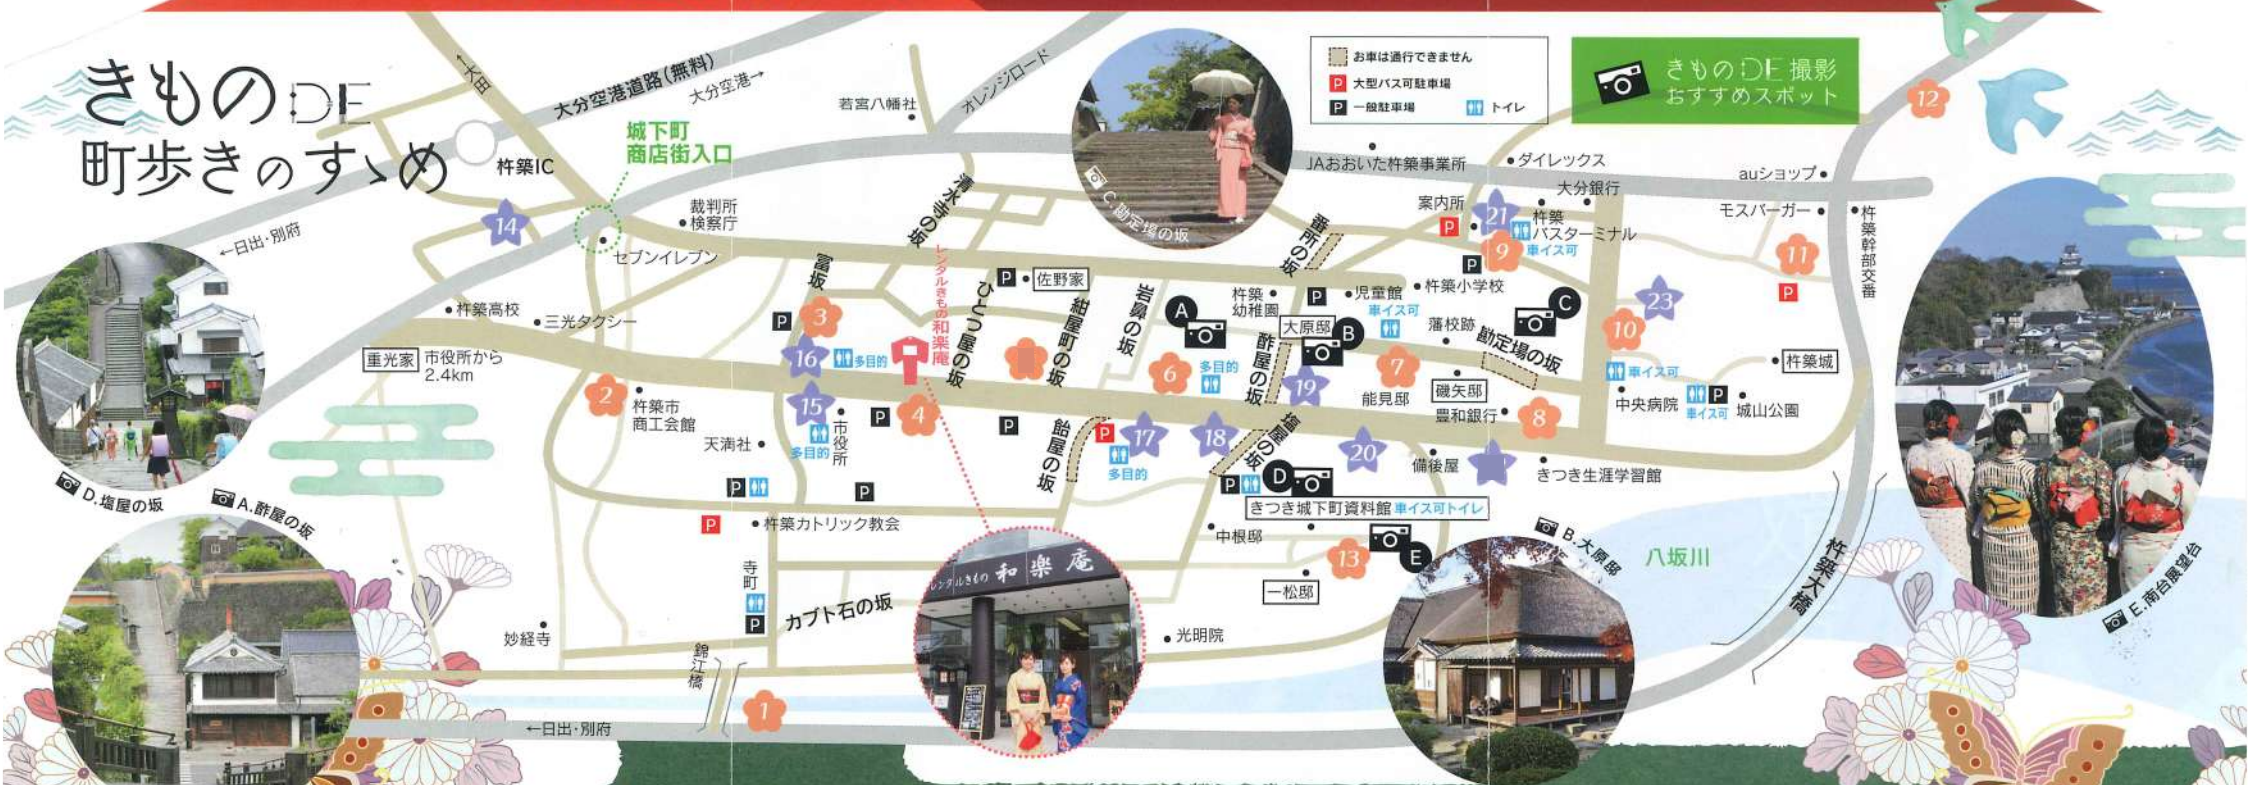 きものDE
町歩きのすゝめ
←大田
大分空港道路(無料)
大分空港→
オレンジロード
若宮八幡社
城下町
商店街入口
杵築IC
←日出・別府
14
裁判所
検察庁
セブンイレブン
清水寺の坂
C.勘定場の坂
お車は通行できません
P 大型バス可駐車場
P 一般駐車場
トイレ
きものDE撮影
おすすめスポット
12
JAおおいた杵築事業所
ダイレックス
大分銀行
auショップ
モスバーガー
杵築幹部交番
案内所
P
21
杵築
バスターミナル
車イス可
9
P
11
P
番所の坂
富坂
レンタルきもの和楽庵
P
佐野家
ひとつ屋の坂
紺屋町の坂
岩鼻の坂
A
杵築
幼稚園
P
児童館
杵築小学校
車イス可
大原邸
B
藩校跡
C
勘定場の坂
23
10
車イス可
杵築城
杵築高校
三光タクシー
重光家
市役所から
2.4km
P
3
16
多目的
6
多目的
酢屋の坂
19
7
能見邸
磯矢邸
豊和銀行
8
中央病院
P
車イス可
城山公園
2
杵築市
商工会館
15
多目的
市役所
P
4
P
飴屋の坂
P
17
多目的
18
塩屋の坂
20
備後屋
きつき生涯学習館
天満社
P
P
P
杵築カトリック教会
P
D
きつき城下町資料館 車イス可トイレ
中根邸
13
E
一松邸
D.塩屋の坂
A.酢屋の坂
B.大原邸
八坂川
杵築大橋
E.南台展望台
寺町
P
カブト石の坂
レンタルきもの 和楽庵
光明院
妙経寺
錦江橋
1
←日出・別府